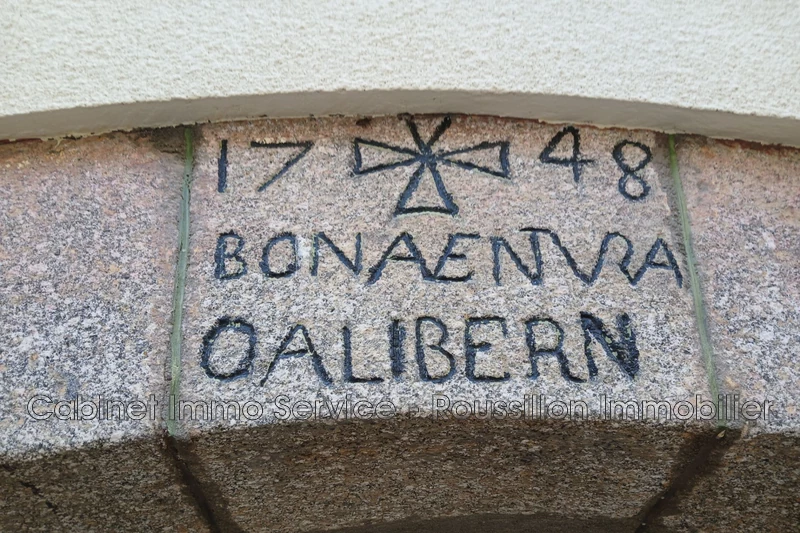 17 48
BONAENTVRA
OALIBERN
Cabinet Immo Service - Roussillon Immobilier